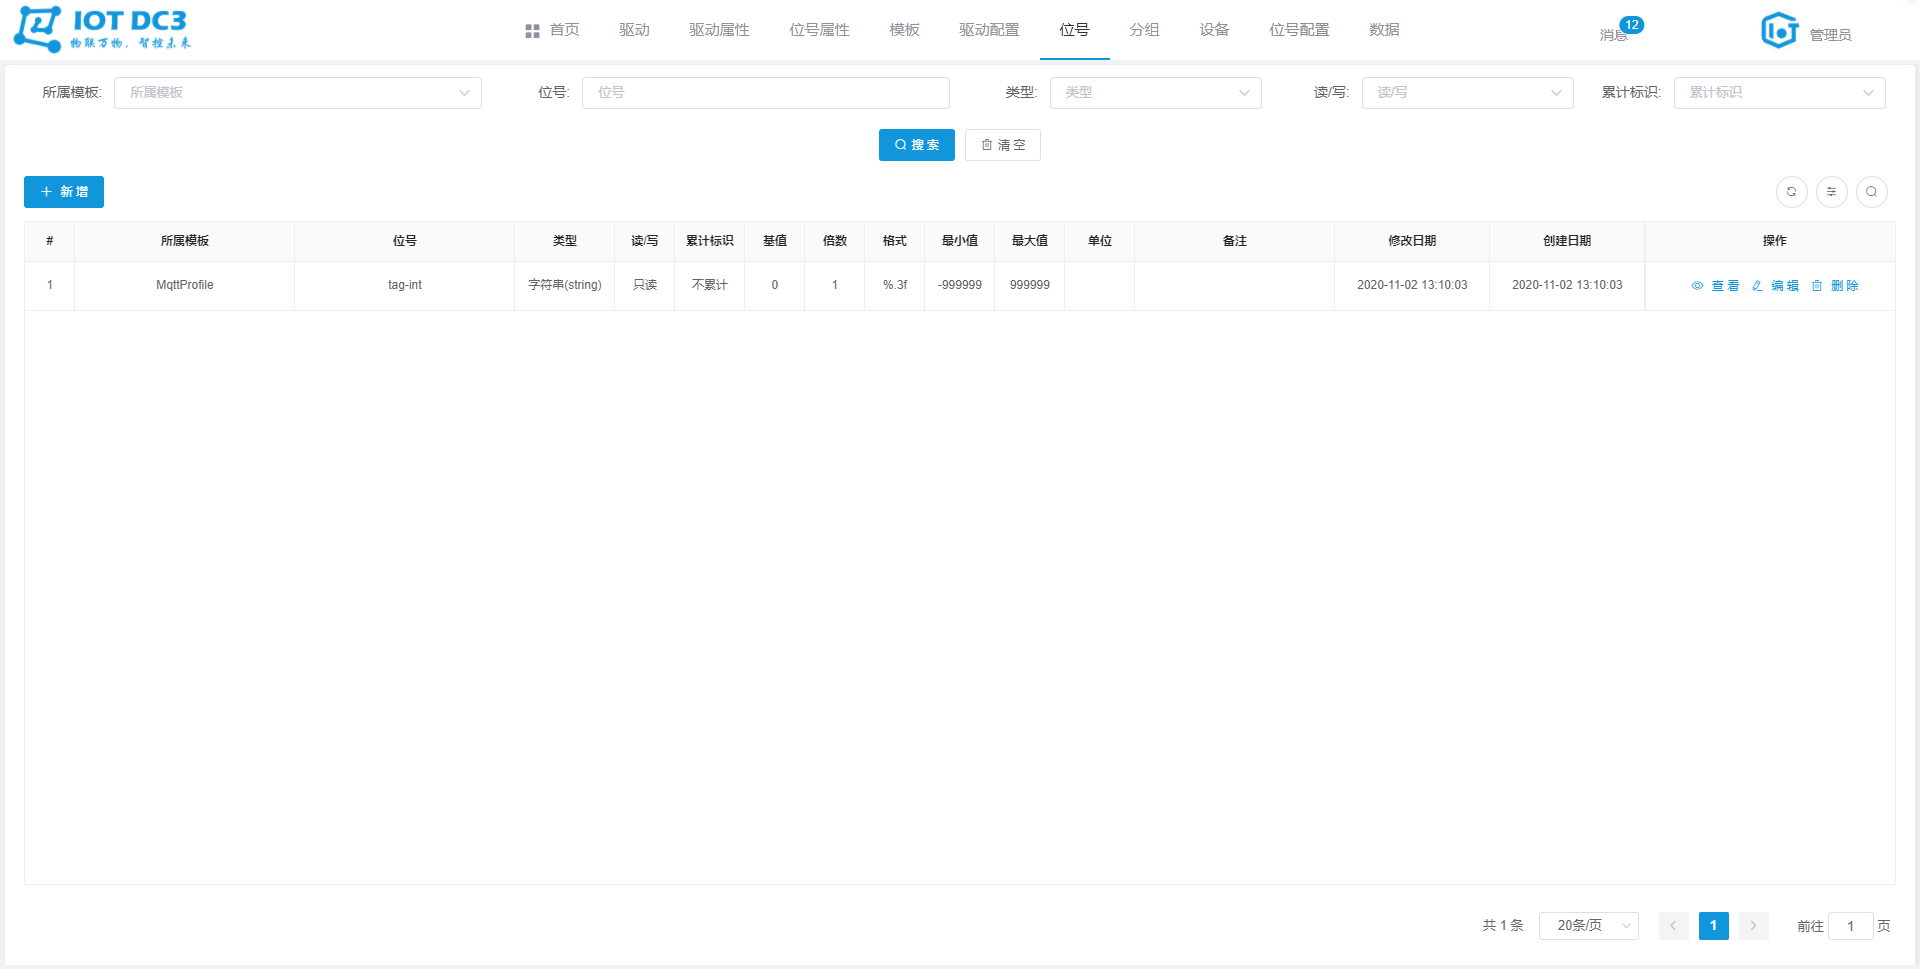 IOT DC3
物联万物，智控未来
首页 驱动 驱动属性 位号属性 模板 驱动配置 位号 分组 设备 位号配置 数据
消息 12
管理员
所属模板: 所属模板 位号: 位号 类型: 类型 读/写: 读/写 累计标识: 累计标识
搜 索 清 空
新 增
# 所属模板 位号 类型 读/写 累计标识 基值 倍数 格式 最小值 最大值 单位 备注 修改日期 创建日期 操作
1 MqttProfile tag-int 字符串(string) 只读 不累计 0 1 %.3f -999999 999999 2020-11-02 13:10:03 2020-11-02 13:10:03 查 看 编 辑 删 除
共 1 条 20条/页 1 前往 1 页